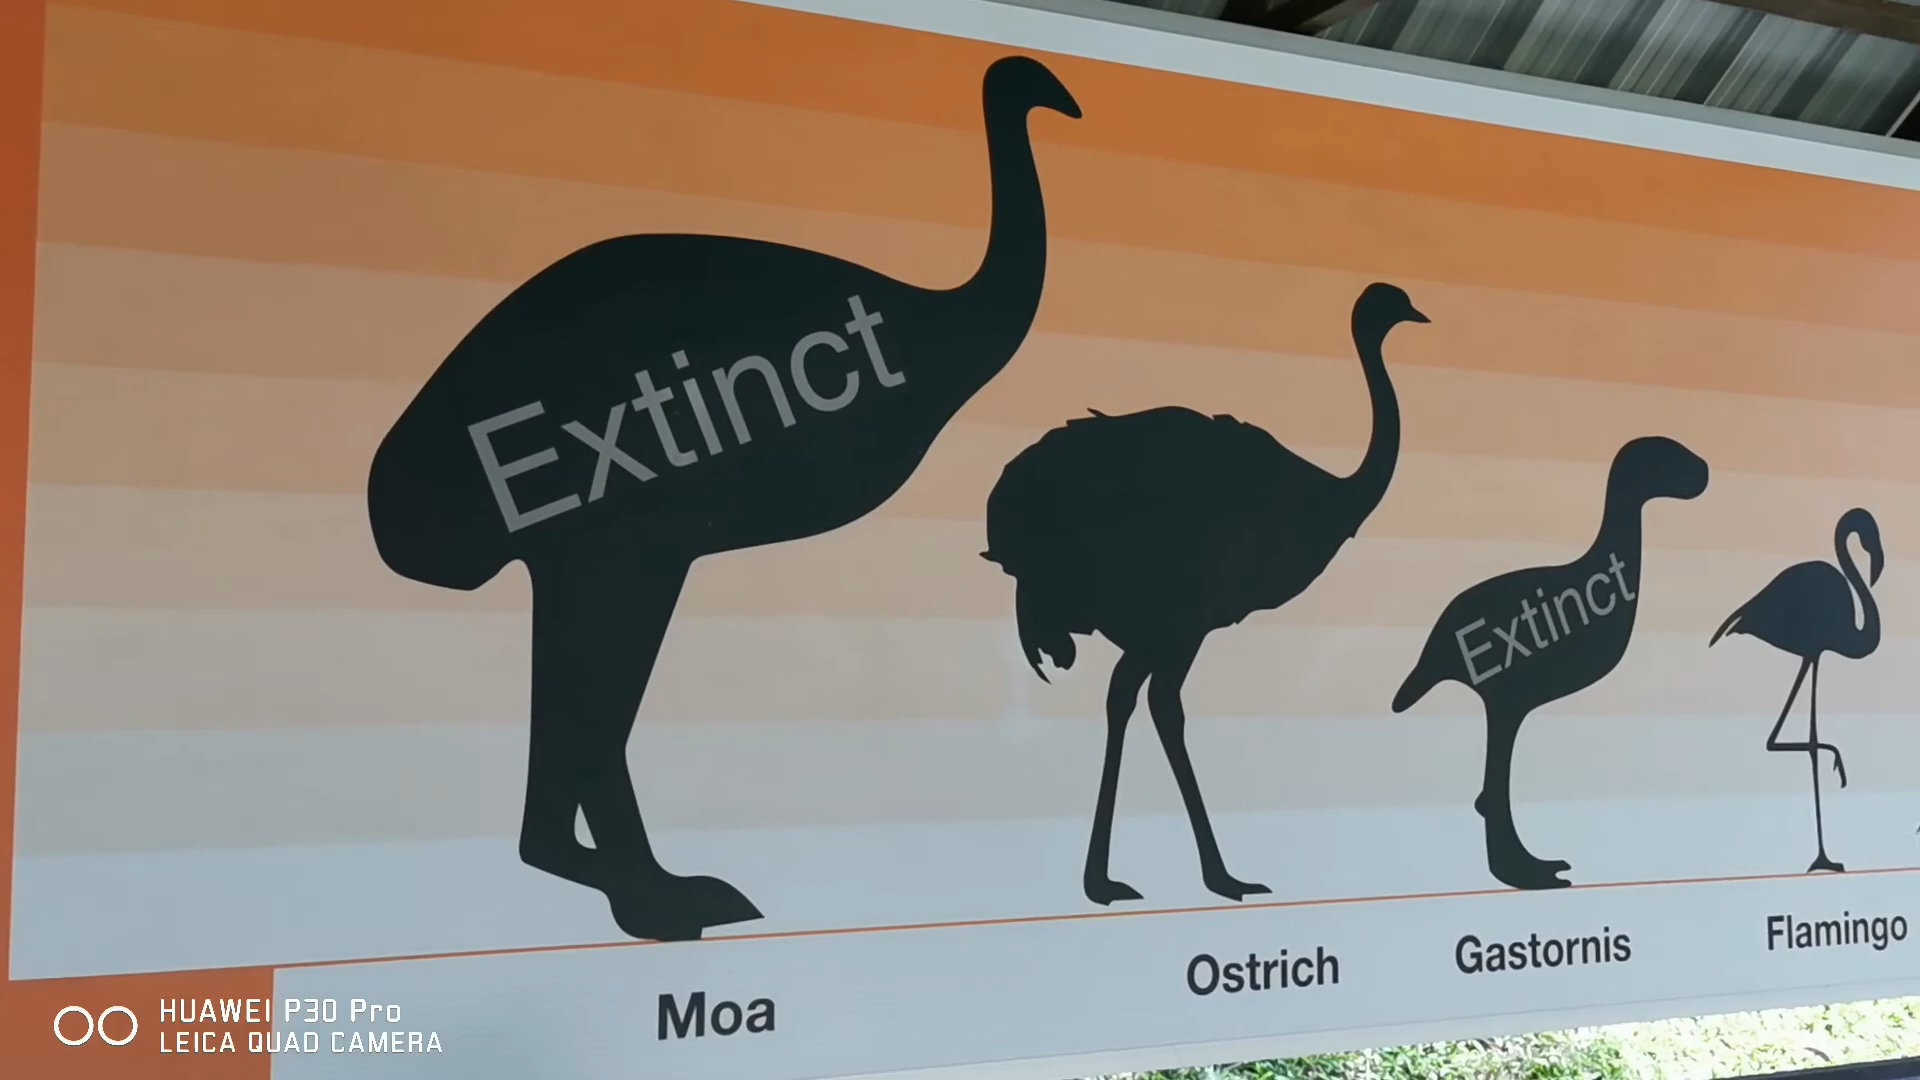 Extinct
Extinct
Moa
Ostrich
Gastornis
Flamingo
HUAWEI P30 Pro
LEICA QUAD CAMERA